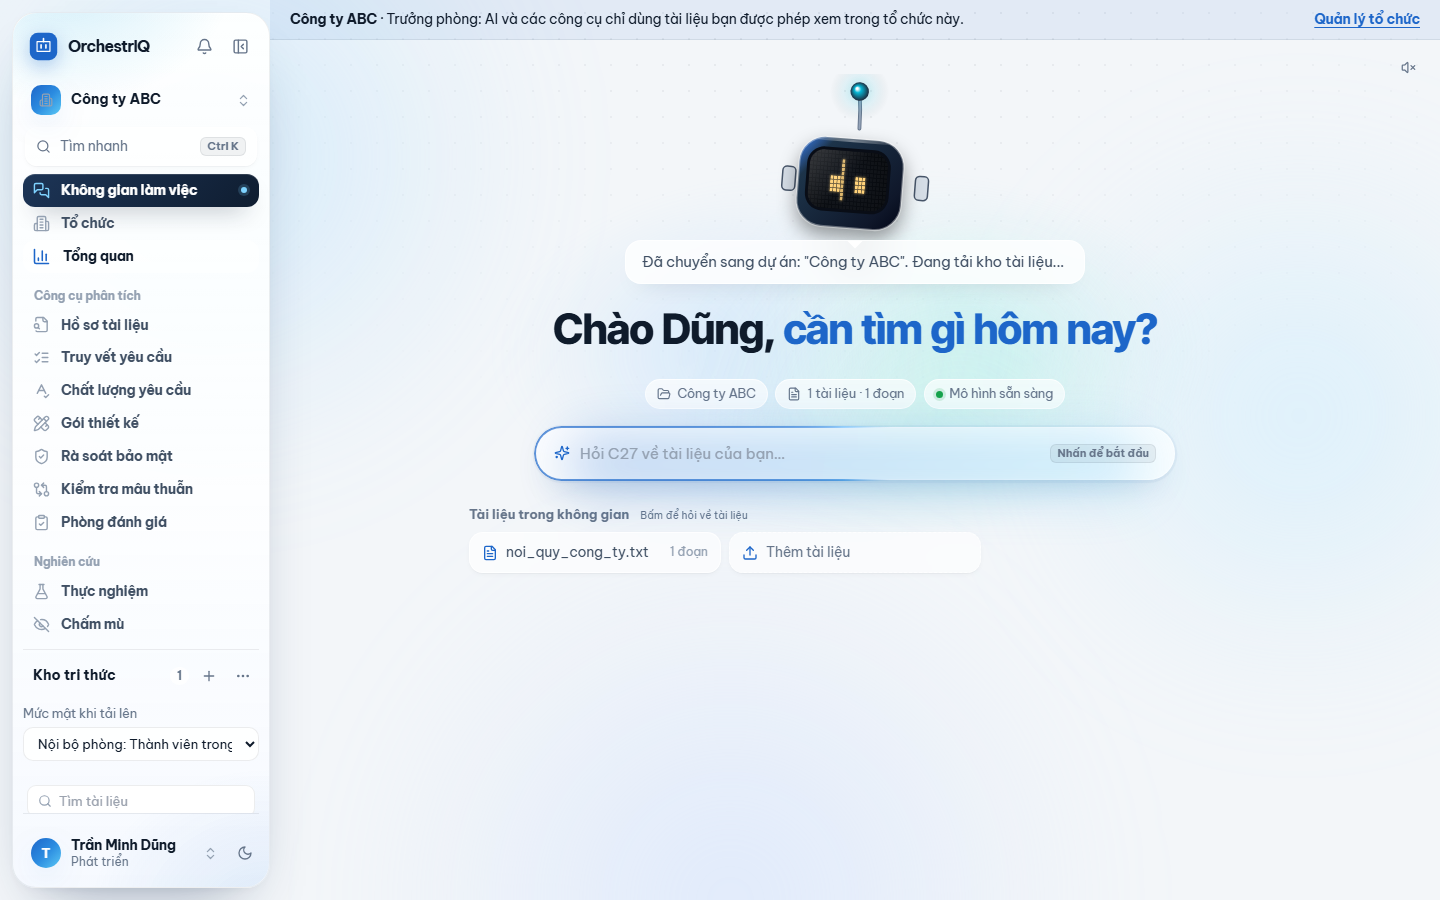 OrchestrIQ
Công ty ABC
Tìm nhanh
Ctrl K
Không gian làm việc
Tổ chức
Tổng quan
Công cụ phân tích
Hồ sơ tài liệu
Truy vết yêu cầu
Chất lượng yêu cầu
Gói thiết kế
Rà soát bảo mật
Kiểm tra mâu thuẫn
Phòng đánh giá
Nghiên cứu
Thực nghiệm
Chấm mù
Kho tri thức
1
Mức mật khi tải lên
Nội bộ phòng: Thành viên trong
Tìm tài liệu
T
Trần Minh Dũng
Phát triển
Công ty ABC · Trưởng phòng: AI và các công cụ chỉ dùng tài liệu bạn được phép xem trong tổ chức này.
Quản lý tổ chức
Đã chuyển sang dự án: "Công ty ABC". Đang tải kho tài liệu...
Chào Dũng, cần tìm gì hôm nay?
Công ty ABC
1 tài liệu · 1 đoạn
Mô hình sẵn sàng
Hỏi C27 về tài liệu của bạn...
Nhấn để bắt đầu
Tài liệu trong không gian
Bấm để hỏi về tài liệu
noi_quy_cong_ty.txt
1 đoạn
Thêm tài liệu